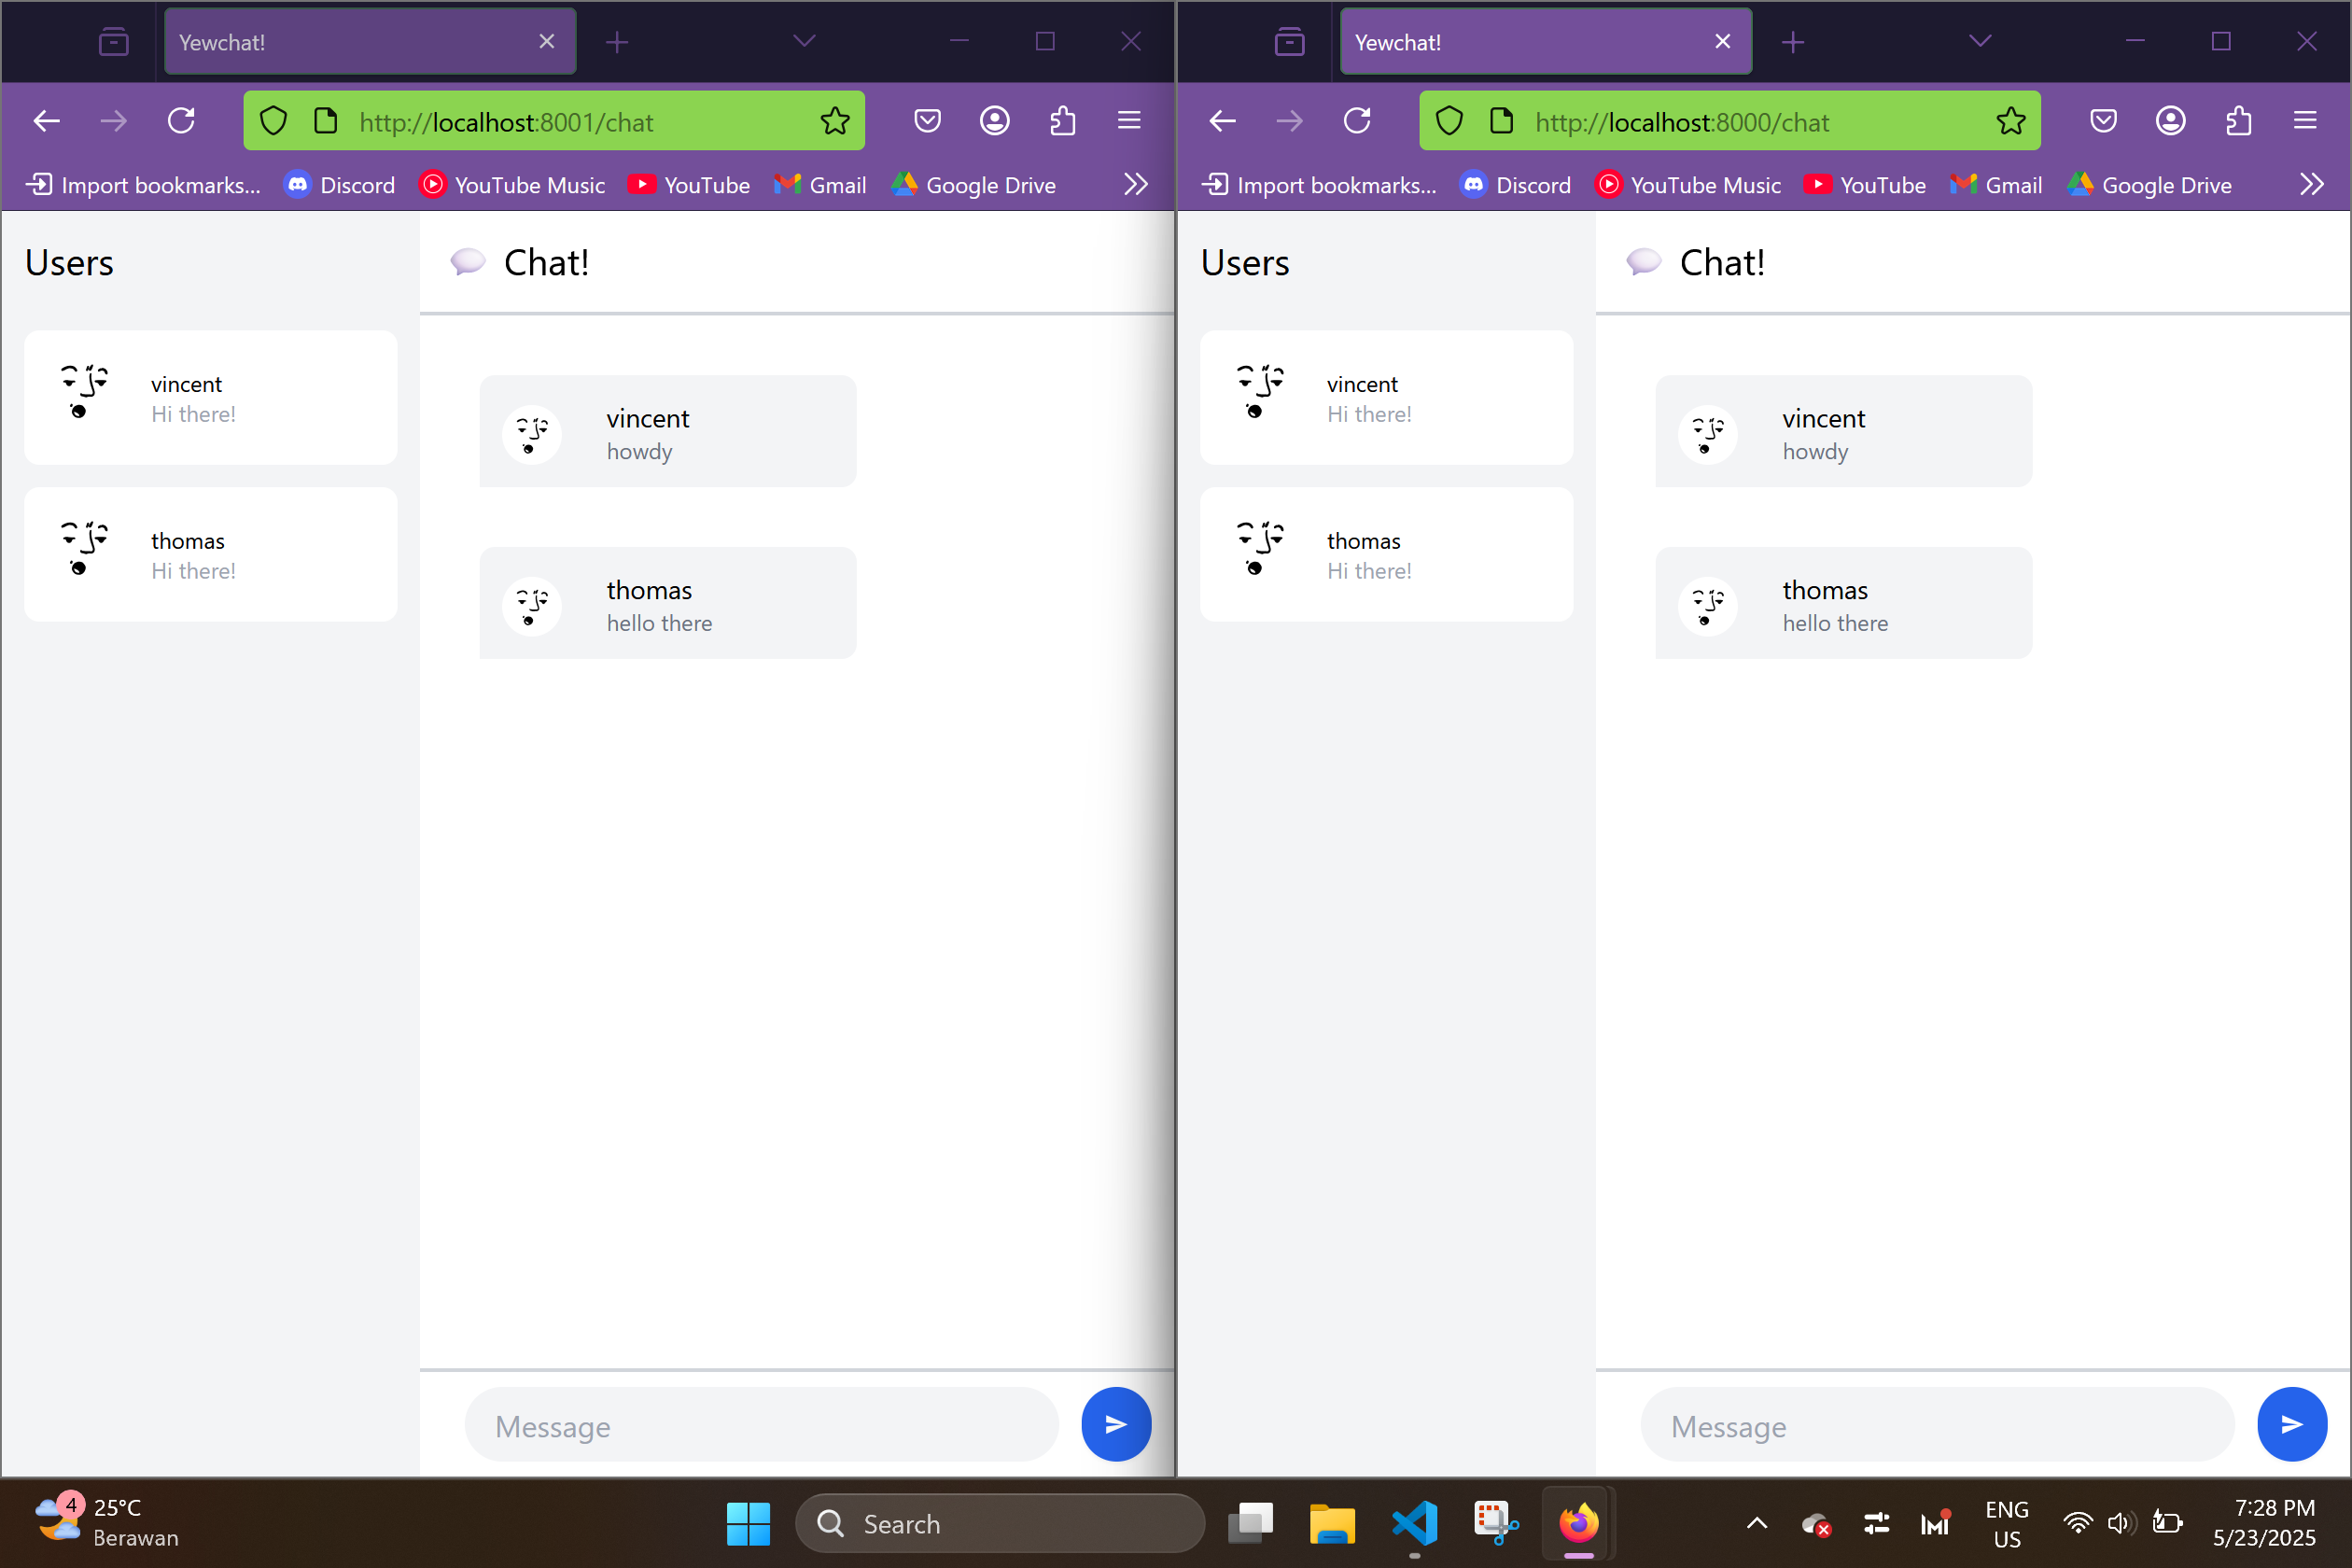 Yewchat!
http://localhost:8001/chat
Import bookmarks... Discord YouTube Music YouTube Gmail Google Drive
Users
Chat!
vincent
Hi there!
thomas
Hi there!
vincent
howdy
thomas
hello there
Message
Yewchat!
http://localhost:8000/chat
Import bookmarks... Discord YouTube Music YouTube Gmail Google Drive
Users
Chat!
vincent
Hi there!
thomas
Hi there!
vincent
howdy
thomas
hello there
Message
4
25°C
Berawan
Search
ENG
US
7:28 PM
5/23/2025